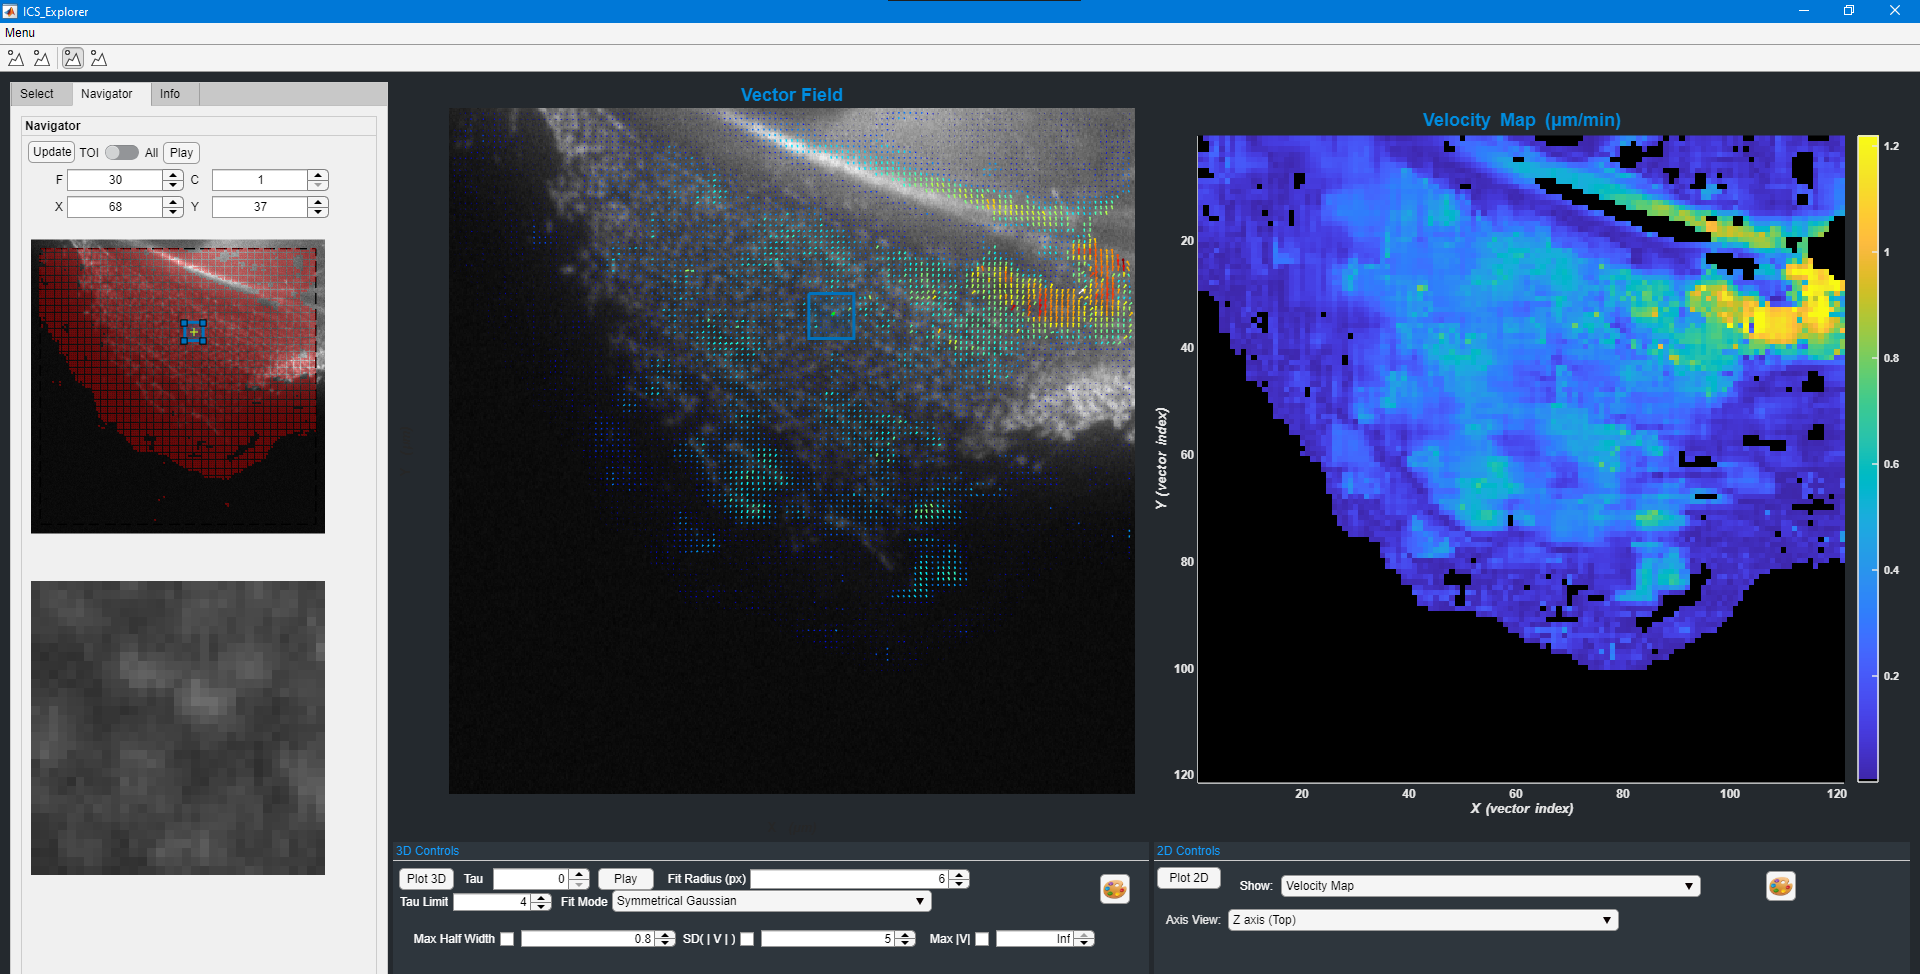 ICS_Explorer
Menu
Select Navigator Info
Navigator
Update TOI All Play
F 30 C 1
X 68 Y 37
Vector Field
Velocity Map (µm/min)
20
40
60
80
100
120
Y (vector index)
20 40 60 80 100 120
X (vector index)
1.2
1
0.8
0.6
0.4
0.2
3D Controls
Plot 3D Tau 0 Play Fit Radius (px) 6
Tau Limit 4 Fit Mode Symmetrical Gaussian
Max Half Width 0.8 SD( | V | ) 5 Max |V| Inf
2D Controls
Plot 2D Show: Velocity Map
Axis View: Z axis (Top)